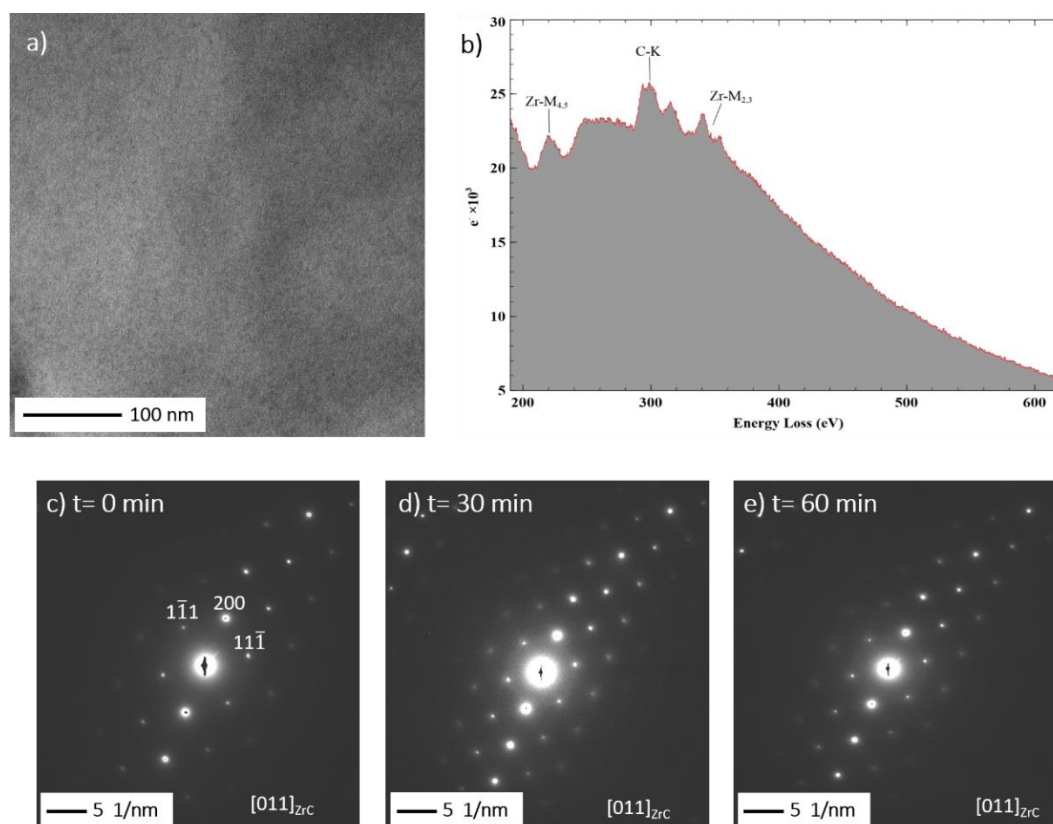 a)
100 nm
b)
30
25
20
15
10
5
e⁻ ×10³
Zr-M₄,₅
C-K
Zr-M₂,₃
200 300 400 500 600
Energy Loss (eV)
c) t= 0 min
11̅1 200
111̅
5 1/nm
[011]ZrC
d) t= 30 min
5 1/nm
[011]ZrC
e) t= 60 min
5 1/nm
[011]ZrC